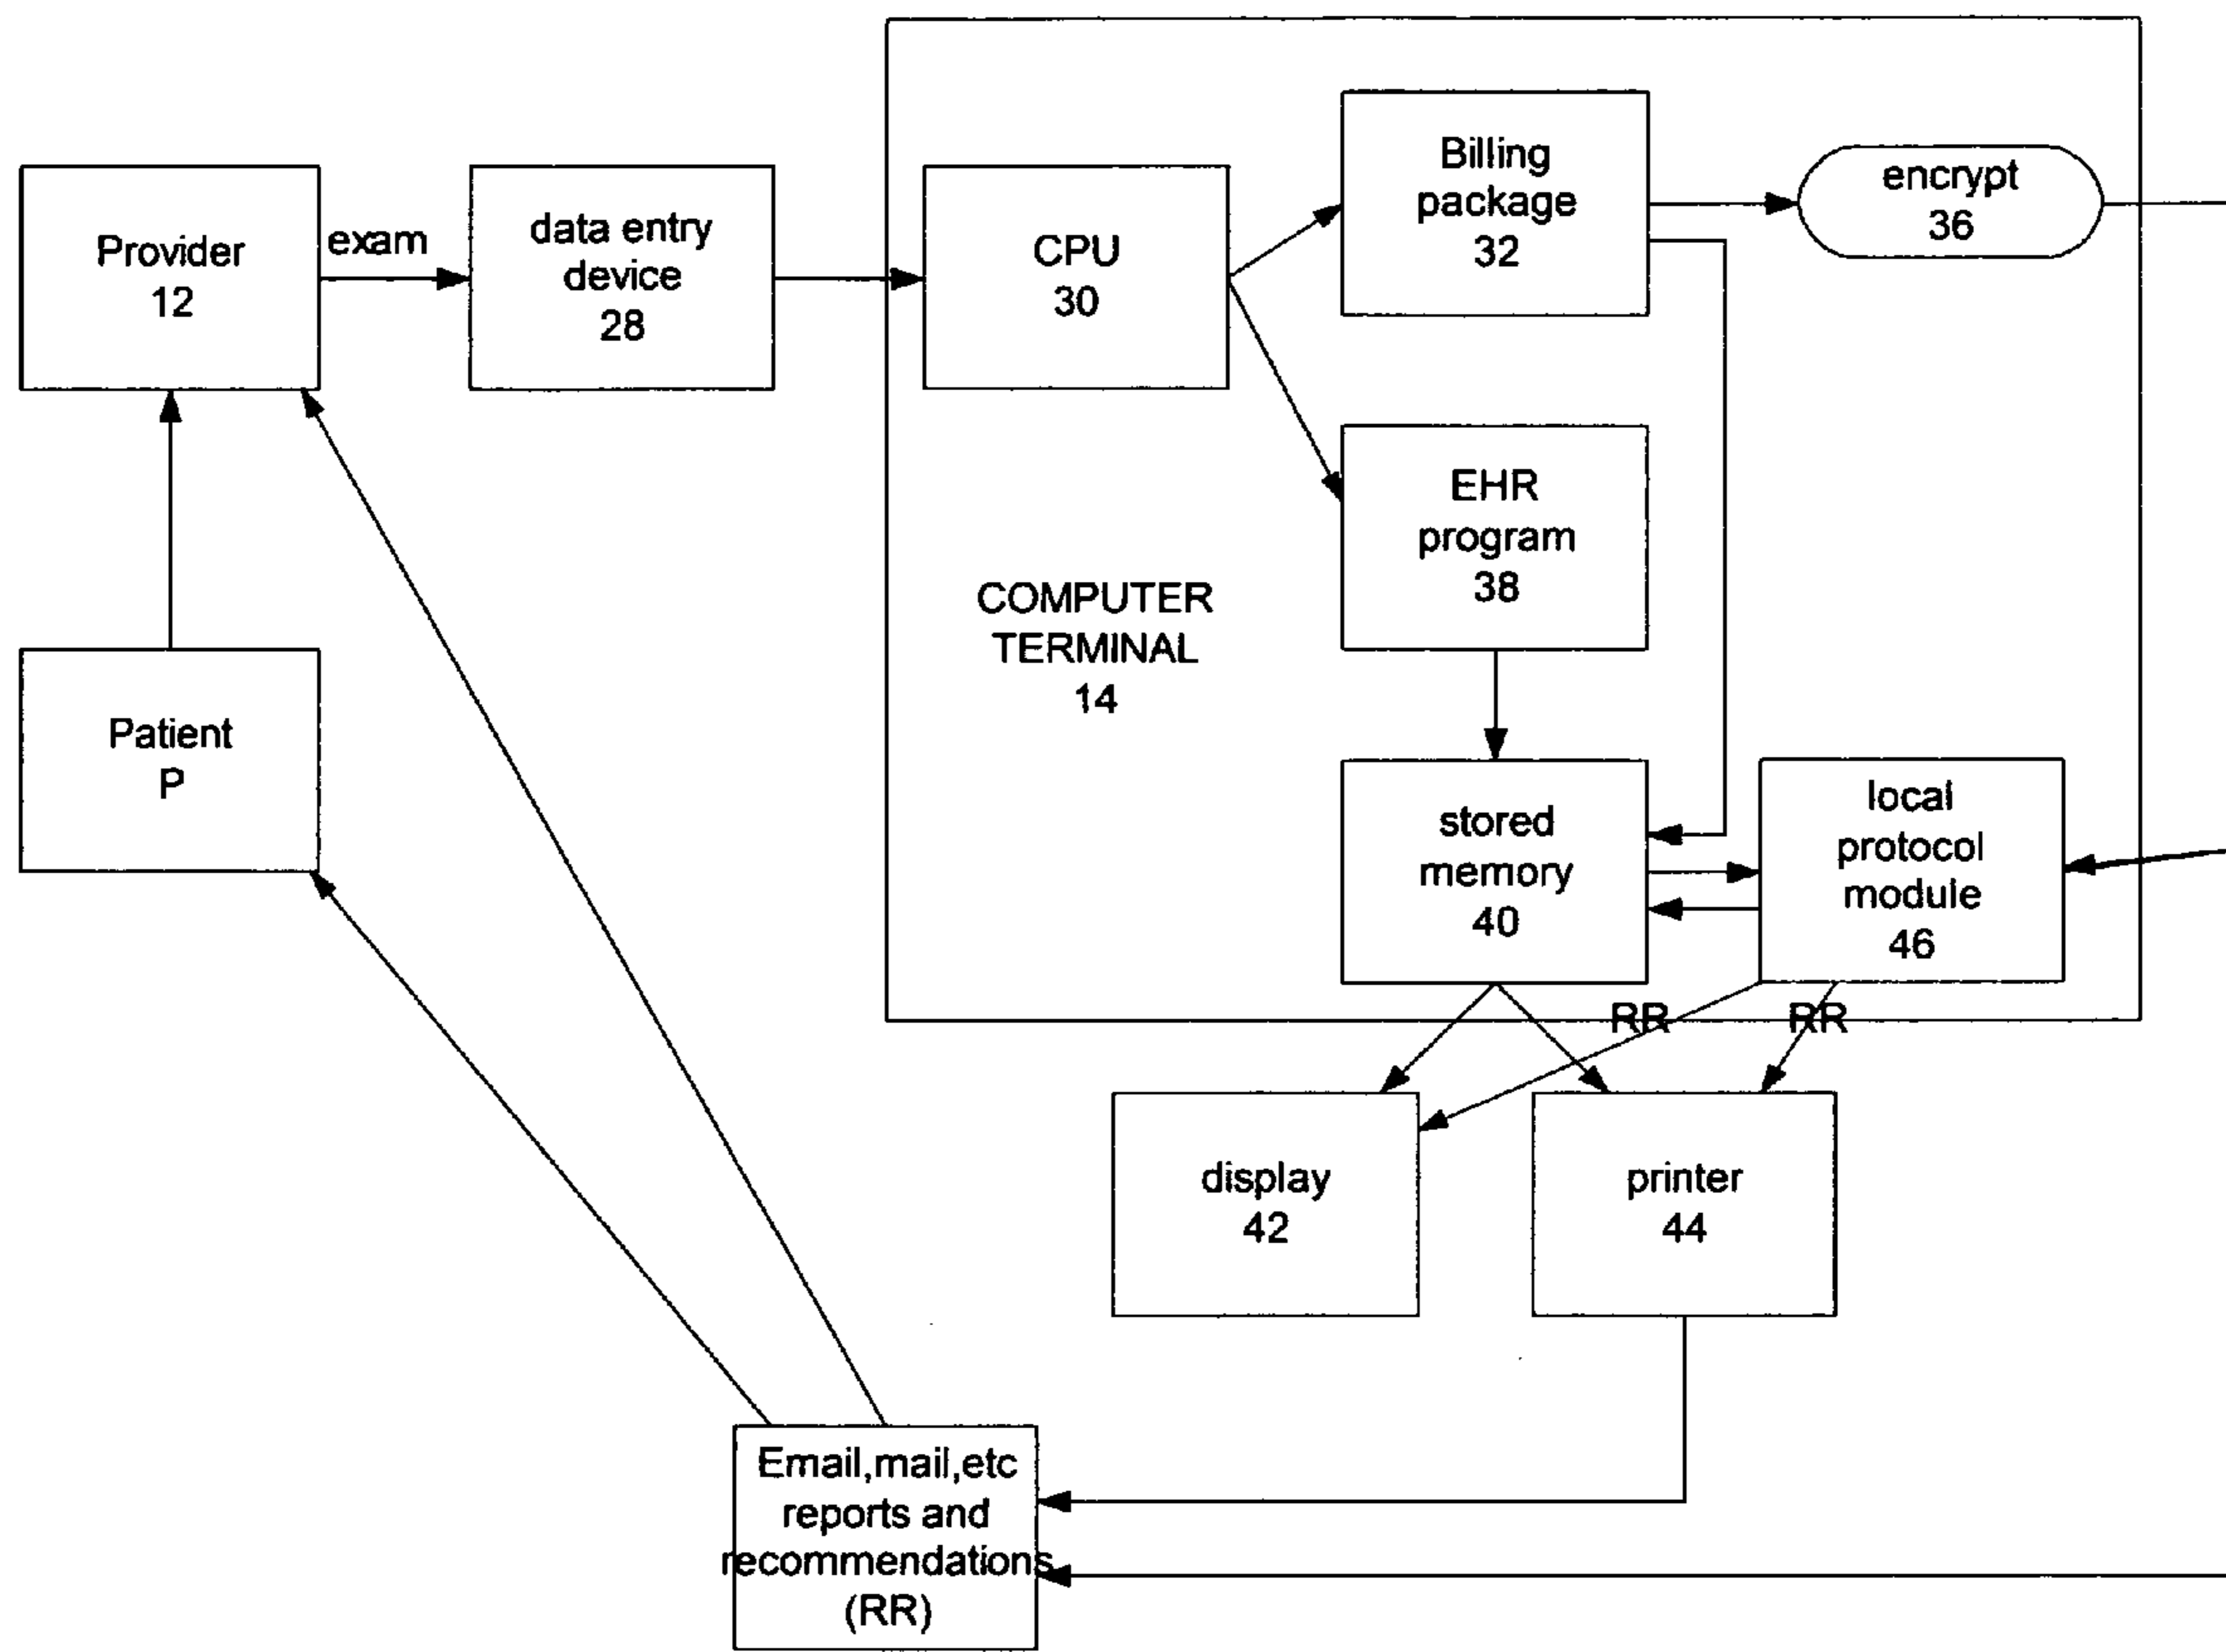 Provider
12
exam
data entry
device
28
CPU
30
Billing
package
32
encrypt
36
EHR
program
38
COMPUTER
TERMINAL
14
Patient
P
stored
memory
40
local
protocol
module
46
RR
RR
display
42
printer
44
Email,mail,etc
reports and
recommendations
(RR)